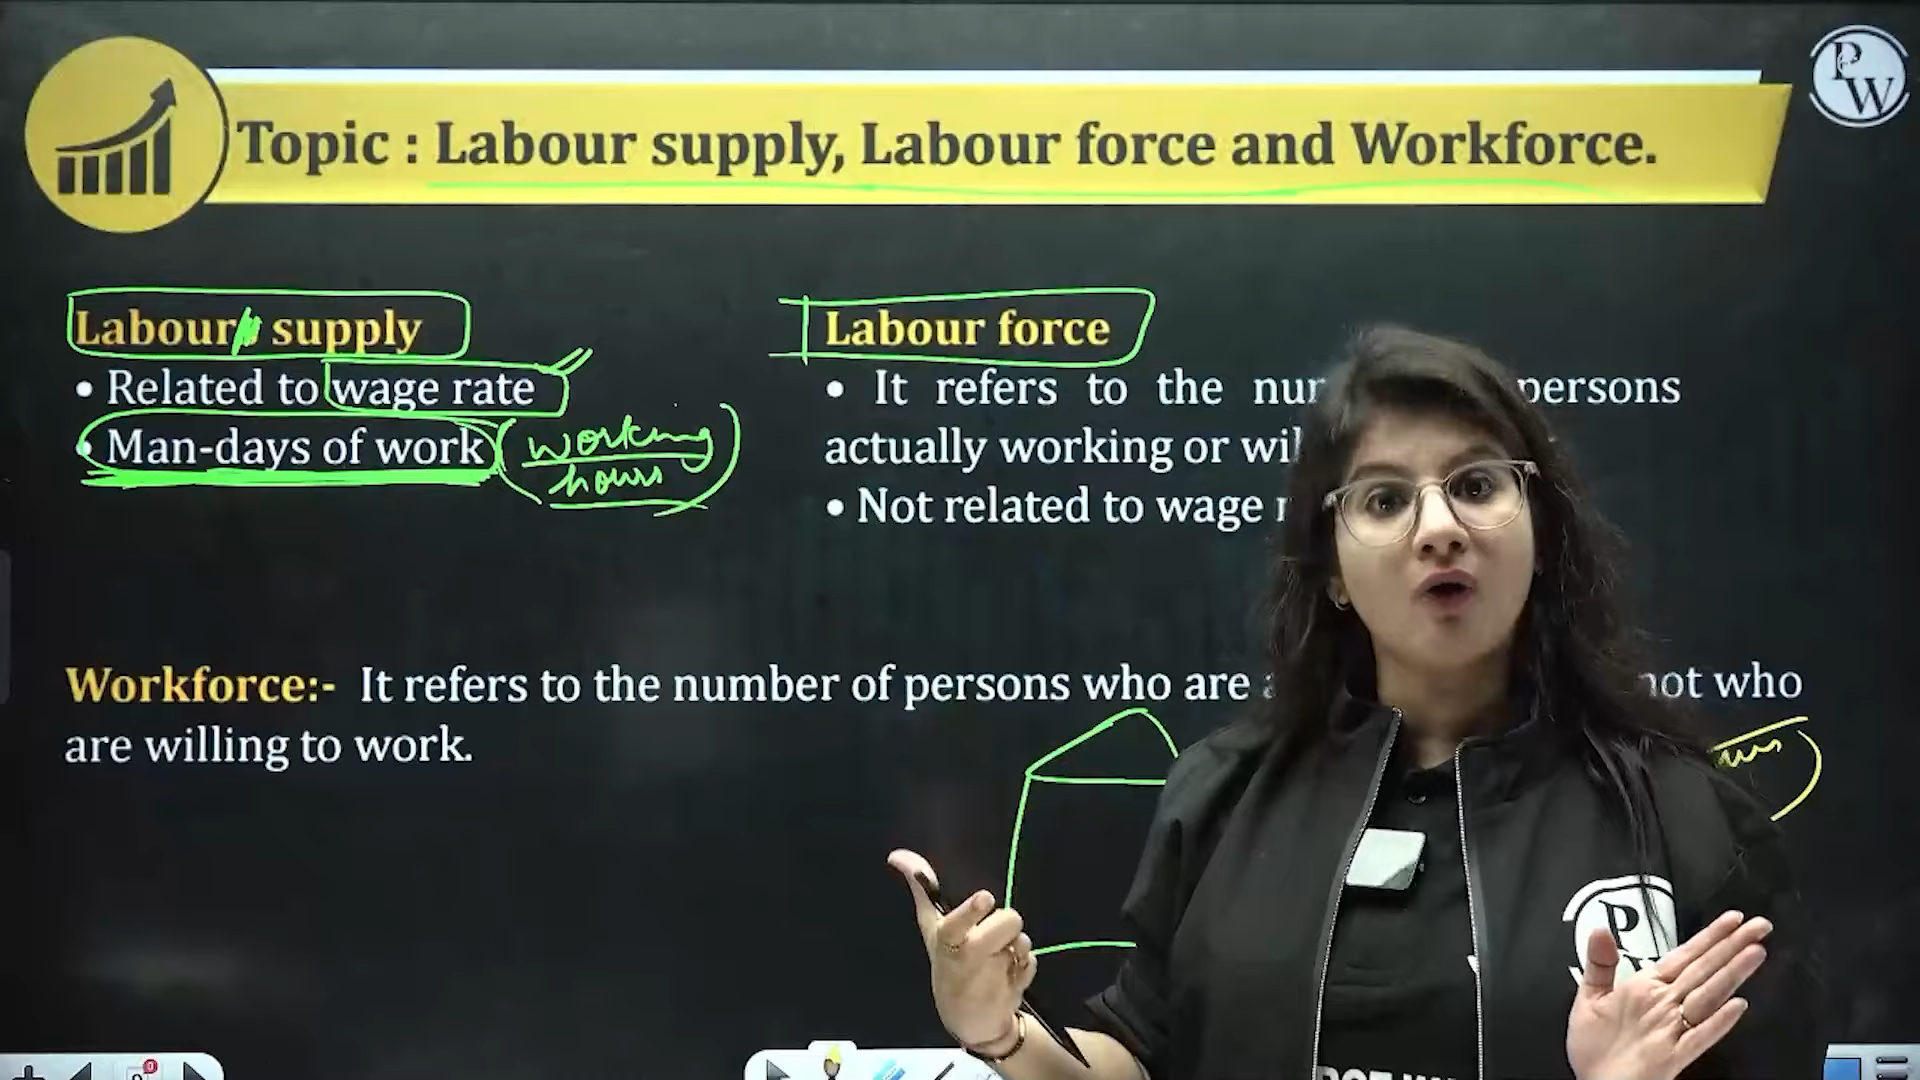 Topic : Labour supply, Labour force and Workforce.
PW
Labour supply
• Related to wage rate
• Man-days of work (working hours)
Labour force
• It refers to the persons
actually working or
• Not related to wage
Workforce:- It refers to the number of persons who are not who
are willing to work.